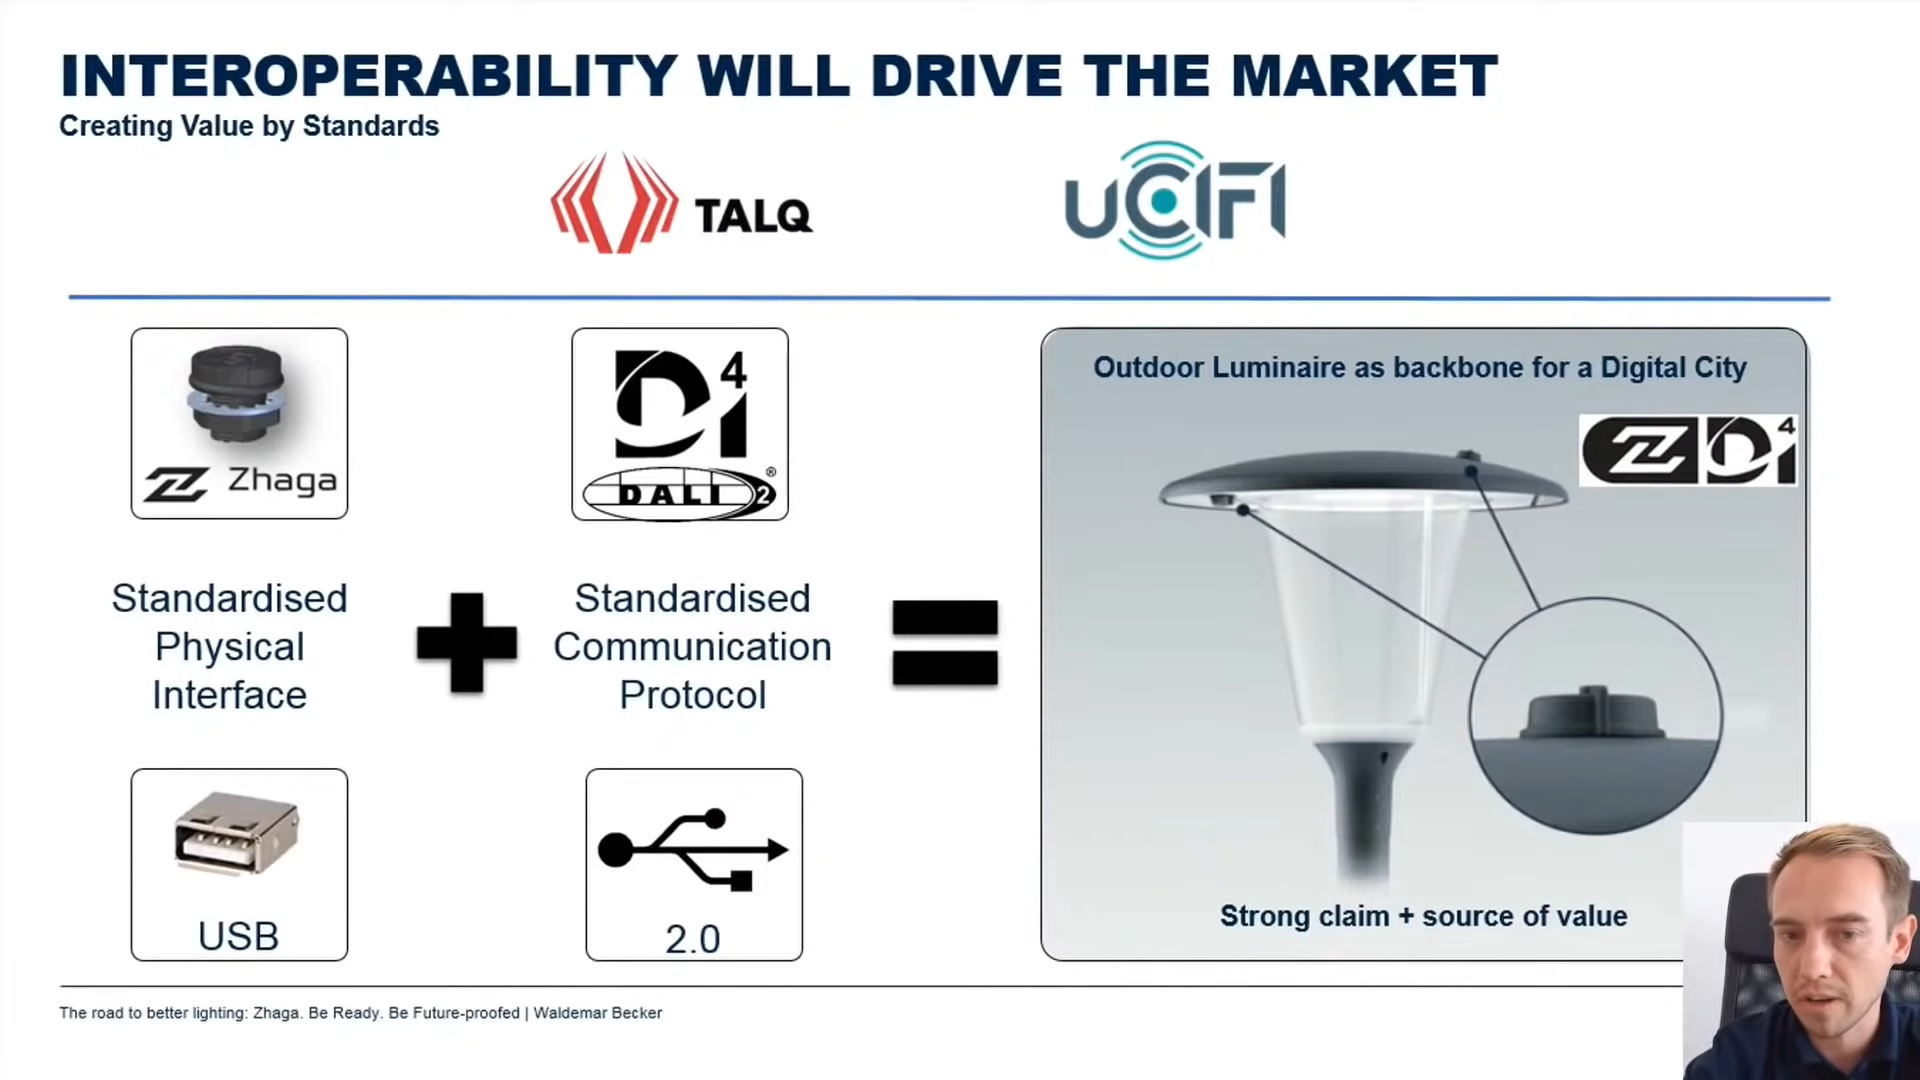 INTEROPERABILITY WILL DRIVE THE MARKET
Creating Value by Standards
TALQ
uCIFI
Zhaga
D4i
DALI 2®
Outdoor Luminaire as backbone for a Digital City
Z D4i
Standardised
Physical
Interface
Standardised
Communication
Protocol
USB
2.0
Strong claim + source of value
The road to better lighting: Zhaga. Be Ready. Be Future-proofed | Waldemar Becker